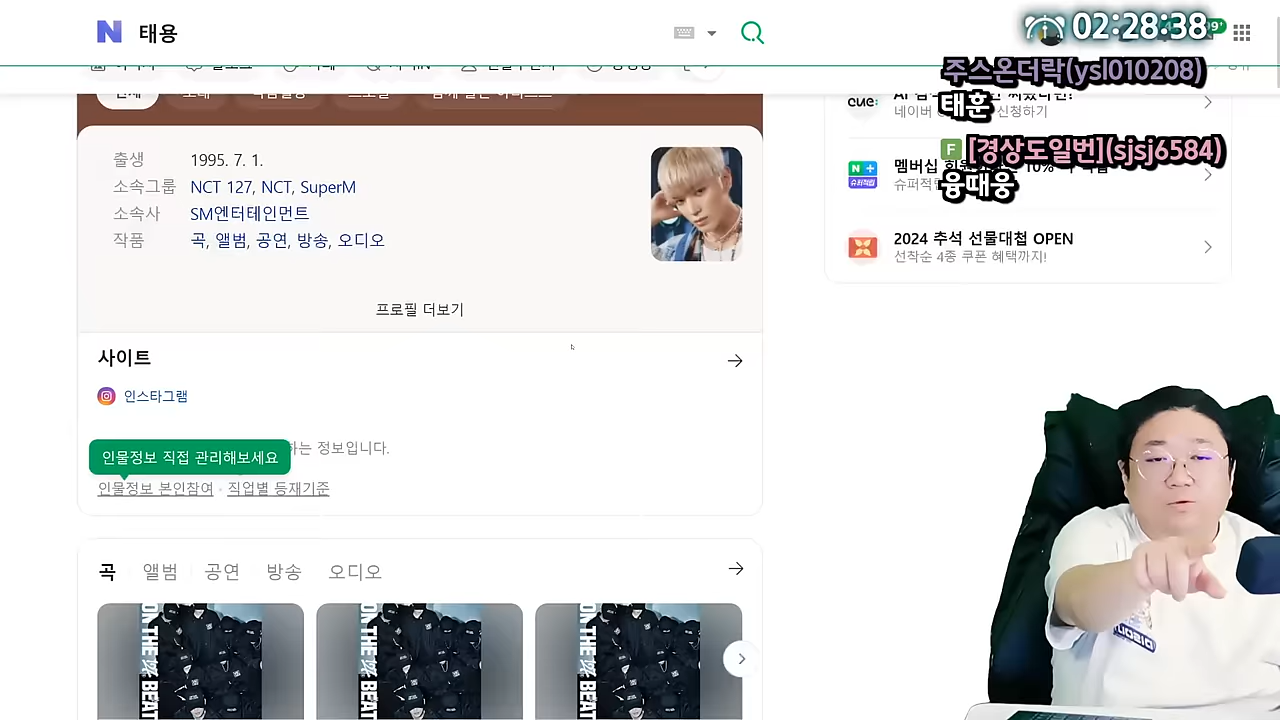 N 태용
02:28:38
9+
주스온더락(ysl010208)
태훈
F [경상도일번](sjsj6584)
융때웅
cue:
네이버
신청하기
출생 1995. 7. 1.
소속그룹 NCT 127, NCT, SuperM
소속사 SM엔터테인먼트
작품 곡, 앨범, 공연, 방송, 오디오
프로필 더보기
N +
슈퍼적립
멤버십
10%
2024 추석 선물대첩 OPEN
선착순 4종 쿠폰 혜택까지!
사이트
인스타그램
하는 정보입니다.
인물정보 직접 관리해보세요
인물정보 본인참여 · 직업별 등재기준
곡 앨범 공연 방송 오디오
ON THE BEAT
ON THE BEAT
ON THE BEAT